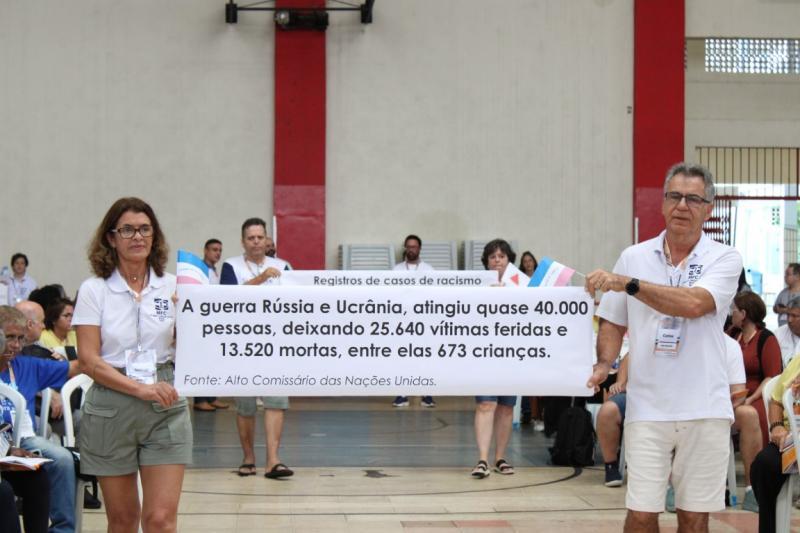 Registros de casos de racismo
A guerra Rússia e Ucrânia, atingiu quase 40.000
pessoas, deixando 25.640 vítimas feridas e
13.520 mortas, entre elas 673 crianças.
Fonte: Alto Comissário das Nações Unidas.